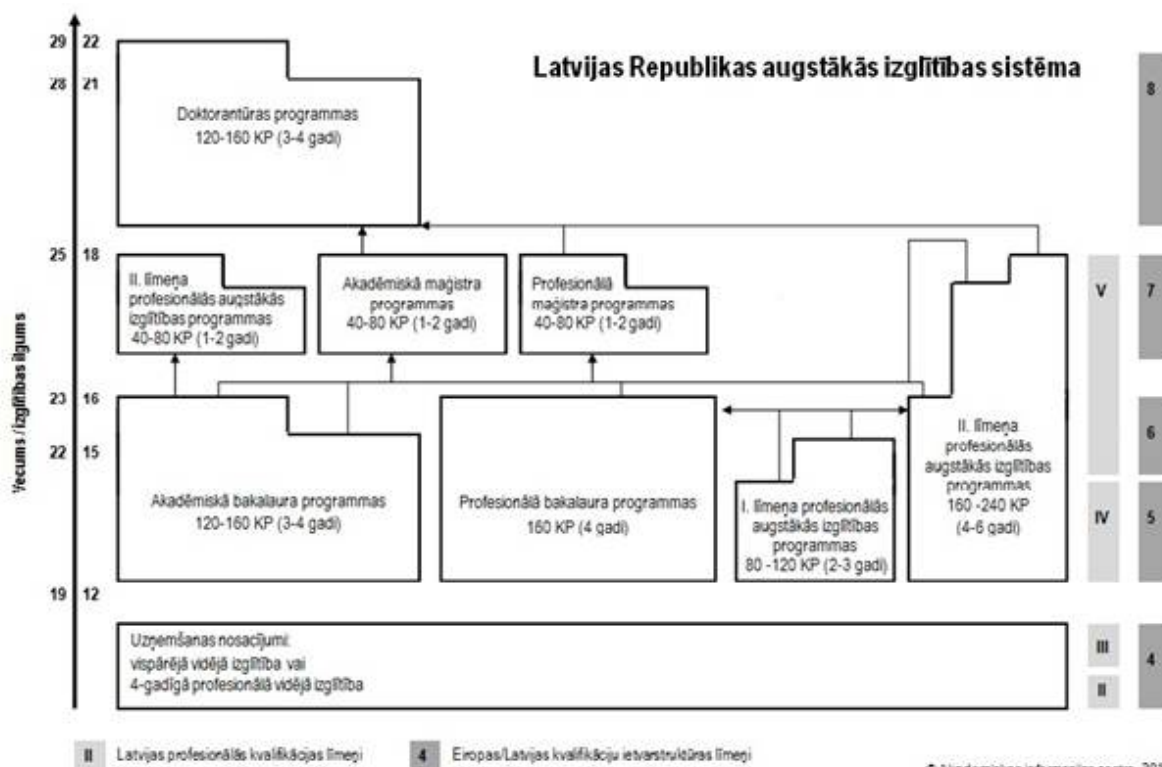 Latvijas Republikas augstākās izglītības sistēma
Vecums / izglītības ilgums
29 22
28 21
25 18
23 16
22 15
19 12
Doktorantūras programmas
120-160 KP (3-4 gadi)
II. līmeņa
profesionālās augstākās
izglītības programmas
40-80 KP (1-2 gadi)
Akadēmiskā maģistra
programmas
40-80 KP (1-2 gadi)
Profesionālā
maģistra programmas
40-80 KP (1-2 gadi)
Akadēmiskā bakalaura programmas
120-160 KP (3-4 gadi)
Profesionālā bakalaura programmas
160 KP (4 gadi)
I. līmeņa profesionālās
augstākās izglītības
programmas
80 -120 KP (2-3 gadi)
II. līmeņa
profesionālās
augstākās izglītības
programmas
160 -240 KP
(4-6 gadi)
Uzņemšanas nosacījumi:
vispārējā vidējā izglītība vai
4-gadīgā profesionālā vidējā izglītība
V
IV
III
II
8
7
6
5
4
II Latvijas profesionālās kvalifikācijas līmeņi
4 Eiropas/Latvijas kvalifikāciju ietvarstruktūras līmeņi